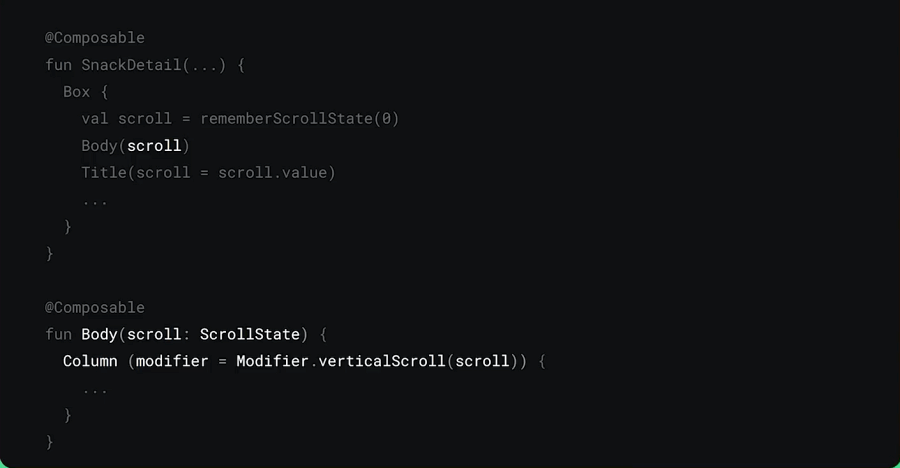 @Composable
fun SnackDetail(...) {
  Box {
    val scroll = rememberScrollState(0)
    Body(scroll)
    Title(scroll = scroll.value)
    ...
  }
}

@Composable
fun Body(scroll: ScrollState) {
  Column (modifier = Modifier.verticalScroll(scroll)) {
    ...
  }
}